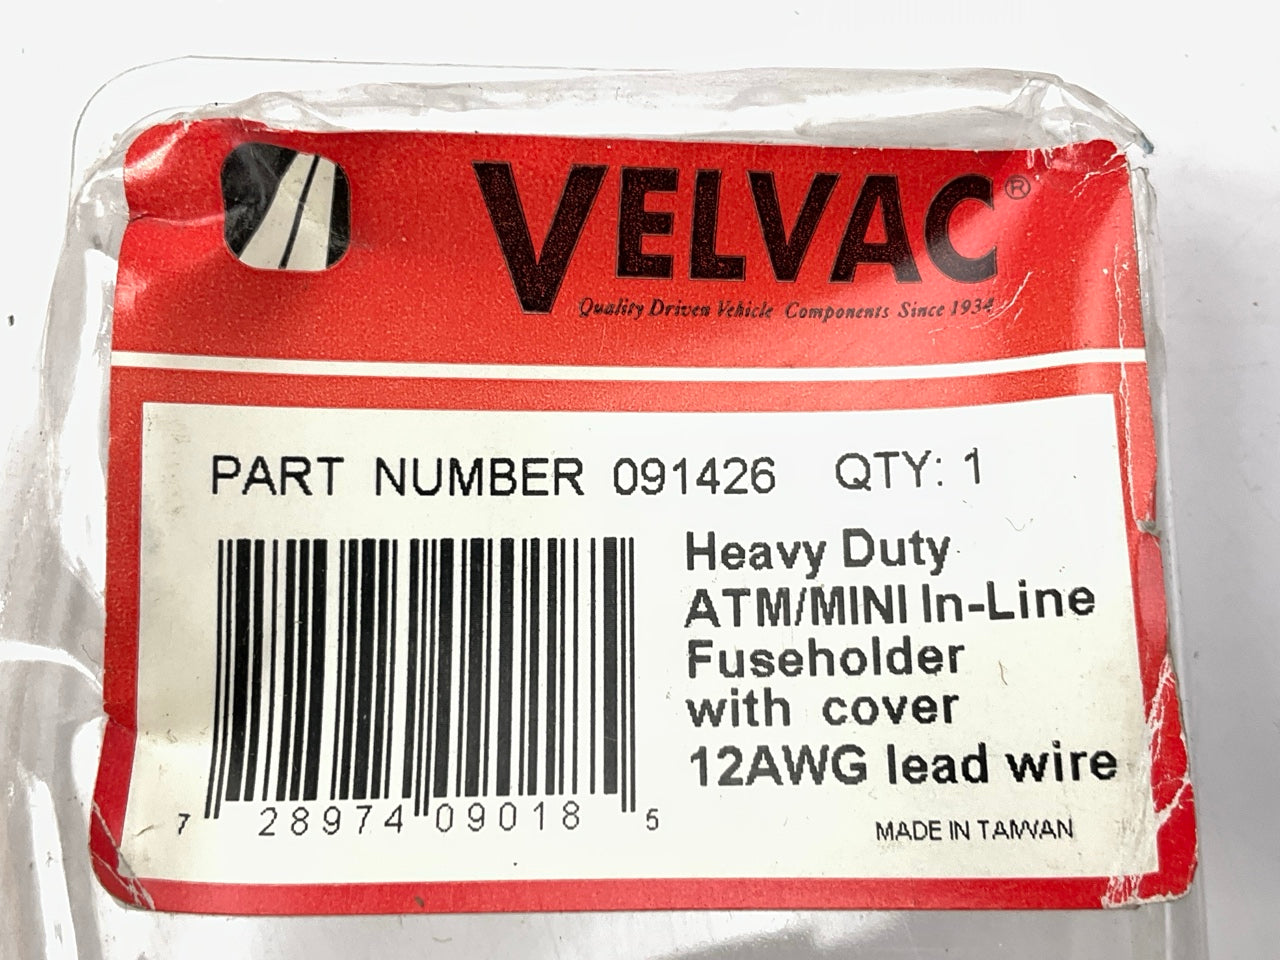 VELVAC®
Quality Driven Vehicle Components Since 1934
PART NUMBER 091426 QTY: 1
Heavy Duty
ATM/MINI In-Line
Fuseholder
with cover
12AWG lead wire
7 28974 09018 5
MADE IN TAIWAN